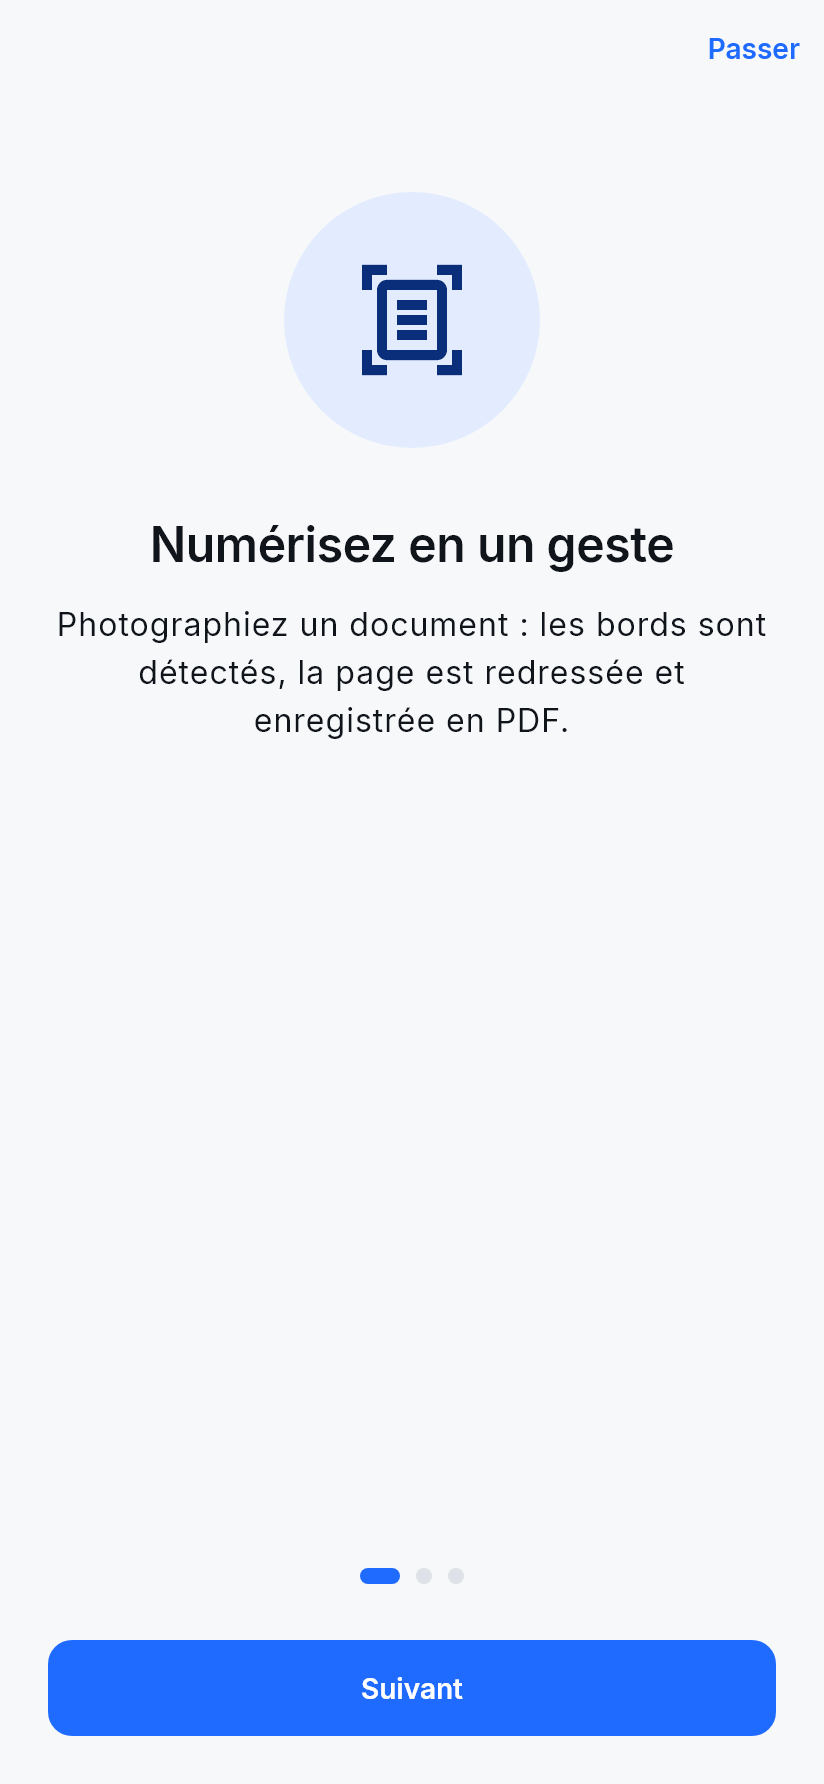 Passer
Numérisez en un geste
Photographiez un document : les bords sont
détectés, la page est redressée et
enregistrée en PDF.
Suivant